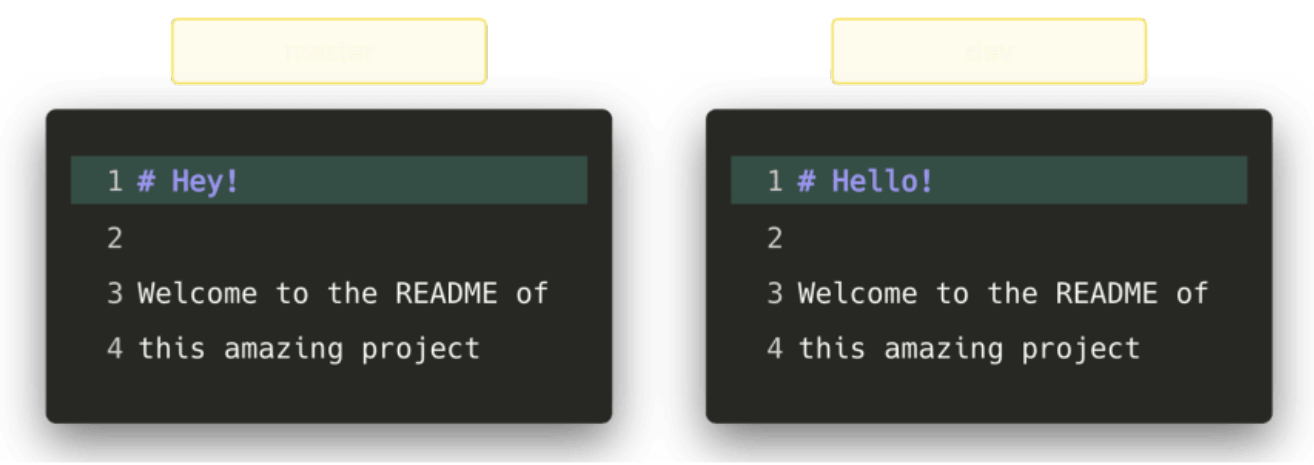 master
dev
1 # Hey!
2
3 Welcome to the README of
4 this amazing project
1 # Hello!
2
3 Welcome to the README of
4 this amazing project